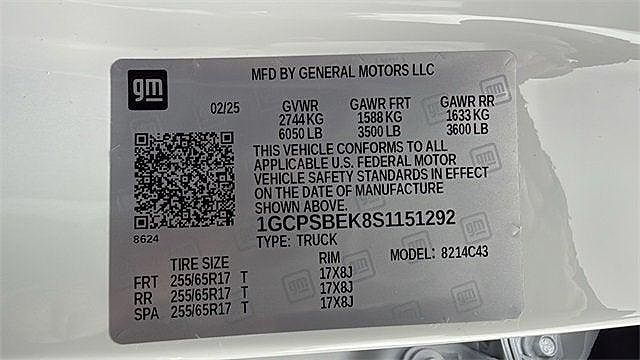 gm
MFD BY GENERAL MOTORS LLC
02/25 GVWR GAWR FRT GAWR RR
2744 KG 1588 KG 1633 KG
6050 LB 3500 LB 3600 LB
THIS VEHICLE CONFORMS TO ALL
APPLICABLE U.S. FEDERAL MOTOR
VEHICLE SAFETY STANDARDS IN EFFECT
ON THE DATE OF MANUFACTURE
SHOWN ABOVE.
1GCPSBEK8S1151292
8624
TYPE: TRUCK
MODEL: 8214C43
TIRE SIZE RIM
FRT 255/65R17 T 17X8J
RR 255/65R17 T 17X8J
SPA 255/65R17 T 17X8J